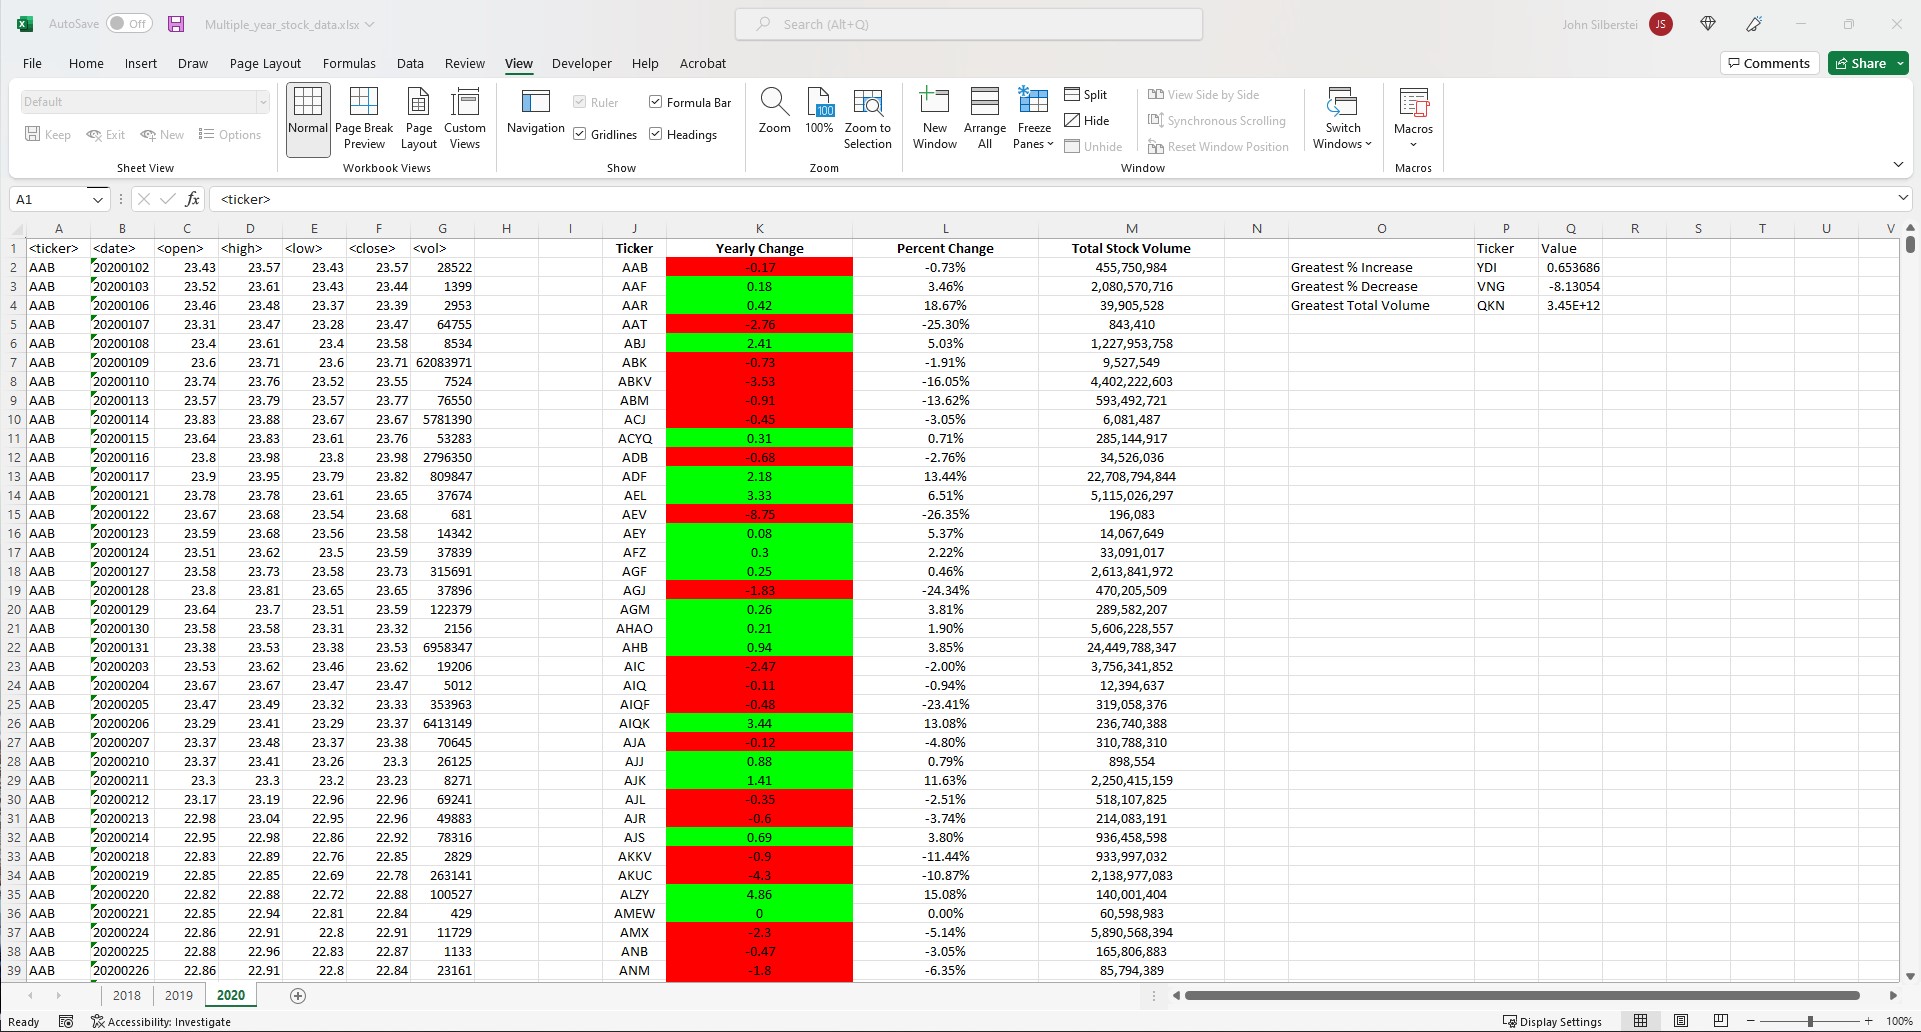 AutoSave Off Multiple_year_stock_data.xlsx Search (Alt+Q) John Silberstei JS
File Home Insert Draw Page Layout Formulas Data Review View Developer Help Acrobat Comments Share
Default
Keep Exit New Options
Sheet View
Normal Page Break Preview Page Layout Custom Views
Workbook Views
Navigation Ruler Formula Bar
Gridlines Headings
Show
Zoom 100% Zoom to Selection
Zoom
New Window Arrange All Freeze Panes
Split
Hide
Unhide
View Side by Side
Synchronous Scrolling
Reset Window Position
Window
Switch Windows
Macros
Macros
A1 fx <ticker>
A B C D E F G H I J K L M N O P Q R S T U V
1 <ticker> <date> <open> <high> <low> <close> <vol> Ticker Yearly Change Percent Change Total Stock Volume Ticker Value
2 AAB 20200102 23.43 23.57 23.43 23.57 28522 AAB -0.17 -0.73% 455,750,984 Greatest % Increase YDI 0.653686
3 AAB 20200103 23.52 23.61 23.43 23.44 1399 AAF 0.18 3.46% 2,080,570,716 Greatest % Decrease VNG -8.13054
4 AAB 20200106 23.46 23.48 23.37 23.39 2953 AAR 0.42 18.67% 39,905,528 Greatest Total Volume QKN 3.45E+12
5 AAB 20200107 23.31 23.47 23.28 23.47 64755 AAT -2.76 -25.30% 843,410
6 AAB 20200108 23.4 23.61 23.4 23.58 8534 ABJ 2.41 5.03% 1,227,953,758
7 AAB 20200109 23.6 23.71 23.6 23.71 62083971 ABK -0.73 -1.91% 9,527,549
8 AAB 20200110 23.74 23.76 23.52 23.55 7524 ABKV -3.53 -16.05% 4,402,222,603
9 AAB 20200113 23.57 23.79 23.57 23.77 76550 ABM -0.91 -13.62% 593,492,721
10 AAB 20200114 23.83 23.88 23.67 23.67 5781390 ACJ -0.45 -3.05% 6,081,487
11 AAB 20200115 23.64 23.83 23.61 23.76 53283 ACYQ 0.31 0.71% 285,144,917
12 AAB 20200116 23.8 23.98 23.8 23.98 2796350 ADB -0.68 -2.76% 34,526,036
13 AAB 20200117 23.9 23.95 23.79 23.82 809847 ADF 2.18 13.44% 22,708,794,844
14 AAB 20200121 23.78 23.78 23.61 23.65 37674 AEL 3.33 6.51% 5,115,026,297
15 AAB 20200122 23.67 23.68 23.54 23.68 681 AEV -8.75 -26.35% 196,083
16 AAB 20200123 23.59 23.68 23.56 23.58 14342 AEY 0.08 5.37% 14,067,649
17 AAB 20200124 23.51 23.62 23.5 23.59 37839 AFZ 0.3 2.22% 33,091,017
18 AAB 20200127 23.58 23.73 23.58 23.73 315691 AGF 0.25 0.46% 2,613,841,972
19 AAB 20200128 23.8 23.81 23.65 23.65 37896 AGJ -1.83 -24.34% 470,205,509
20 AAB 20200129 23.64 23.7 23.51 23.59 122379 AGM 0.26 3.81% 289,582,207
21 AAB 20200130 23.58 23.58 23.31 23.32 2156 AHAO 0.21 1.90% 5,606,228,557
22 AAB 20200131 23.38 23.53 23.38 23.53 6958347 AHB 0.94 3.85% 24,449,788,347
23 AAB 20200203 23.53 23.62 23.46 23.62 19206 AIC -2.47 -2.00% 3,756,341,852
24 AAB 20200204 23.67 23.67 23.47 23.47 5012 AIQ -0.11 -0.94% 12,394,637
25 AAB 20200205 23.47 23.49 23.32 23.33 353963 AIQF -0.48 -23.41% 319,058,376
26 AAB 20200206 23.29 23.41 23.29 23.37 6413149 AIQK 3.44 13.08% 236,740,388
27 AAB 20200207 23.37 23.48 23.37 23.38 70645 AJA -0.12 -4.80% 310,788,310
28 AAB 20200210 23.37 23.41 23.26 23.3 26125 AJJ 0.88 0.79% 898,554
29 AAB 20200211 23.3 23.3 23.2 23.23 8271 AJK 1.41 11.63% 2,250,415,159
30 AAB 20200212 23.17 23.19 22.96 22.96 69241 AJL -0.35 -2.51% 518,107,825
31 AAB 20200213 22.98 23.04 22.95 22.96 49883 AJR -0.6 -3.74% 214,083,191
32 AAB 20200214 22.95 22.98 22.86 22.92 78316 AJS 0.69 3.80% 936,458,598
33 AAB 20200218 22.83 22.89 22.76 22.85 2829 AKKV -0.9 -11.44% 933,997,032
34 AAB 20200219 22.85 22.85 22.69 22.78 263141 AKUC -4.3 -10.87% 2,138,977,083
35 AAB 20200220 22.82 22.88 22.72 22.88 100527 ALZY 4.86 15.08% 140,001,404
36 AAB 20200221 22.85 22.94 22.81 22.84 429 AMEW 0 0.00% 60,598,983
37 AAB 20200224 22.86 22.91 22.8 22.91 11729 AMX -2.3 -5.14% 5,890,568,394
38 AAB 20200225 22.88 22.96 22.83 22.87 1133 ANB -0.47 -3.05% 165,806,883
39 AAB 20200226 22.86 22.91 22.8 22.84 23161 ANM -1.8 -6.35% 85,794,389
2018 2019 2020
Ready Accessibility: Investigate Display Settings 100%